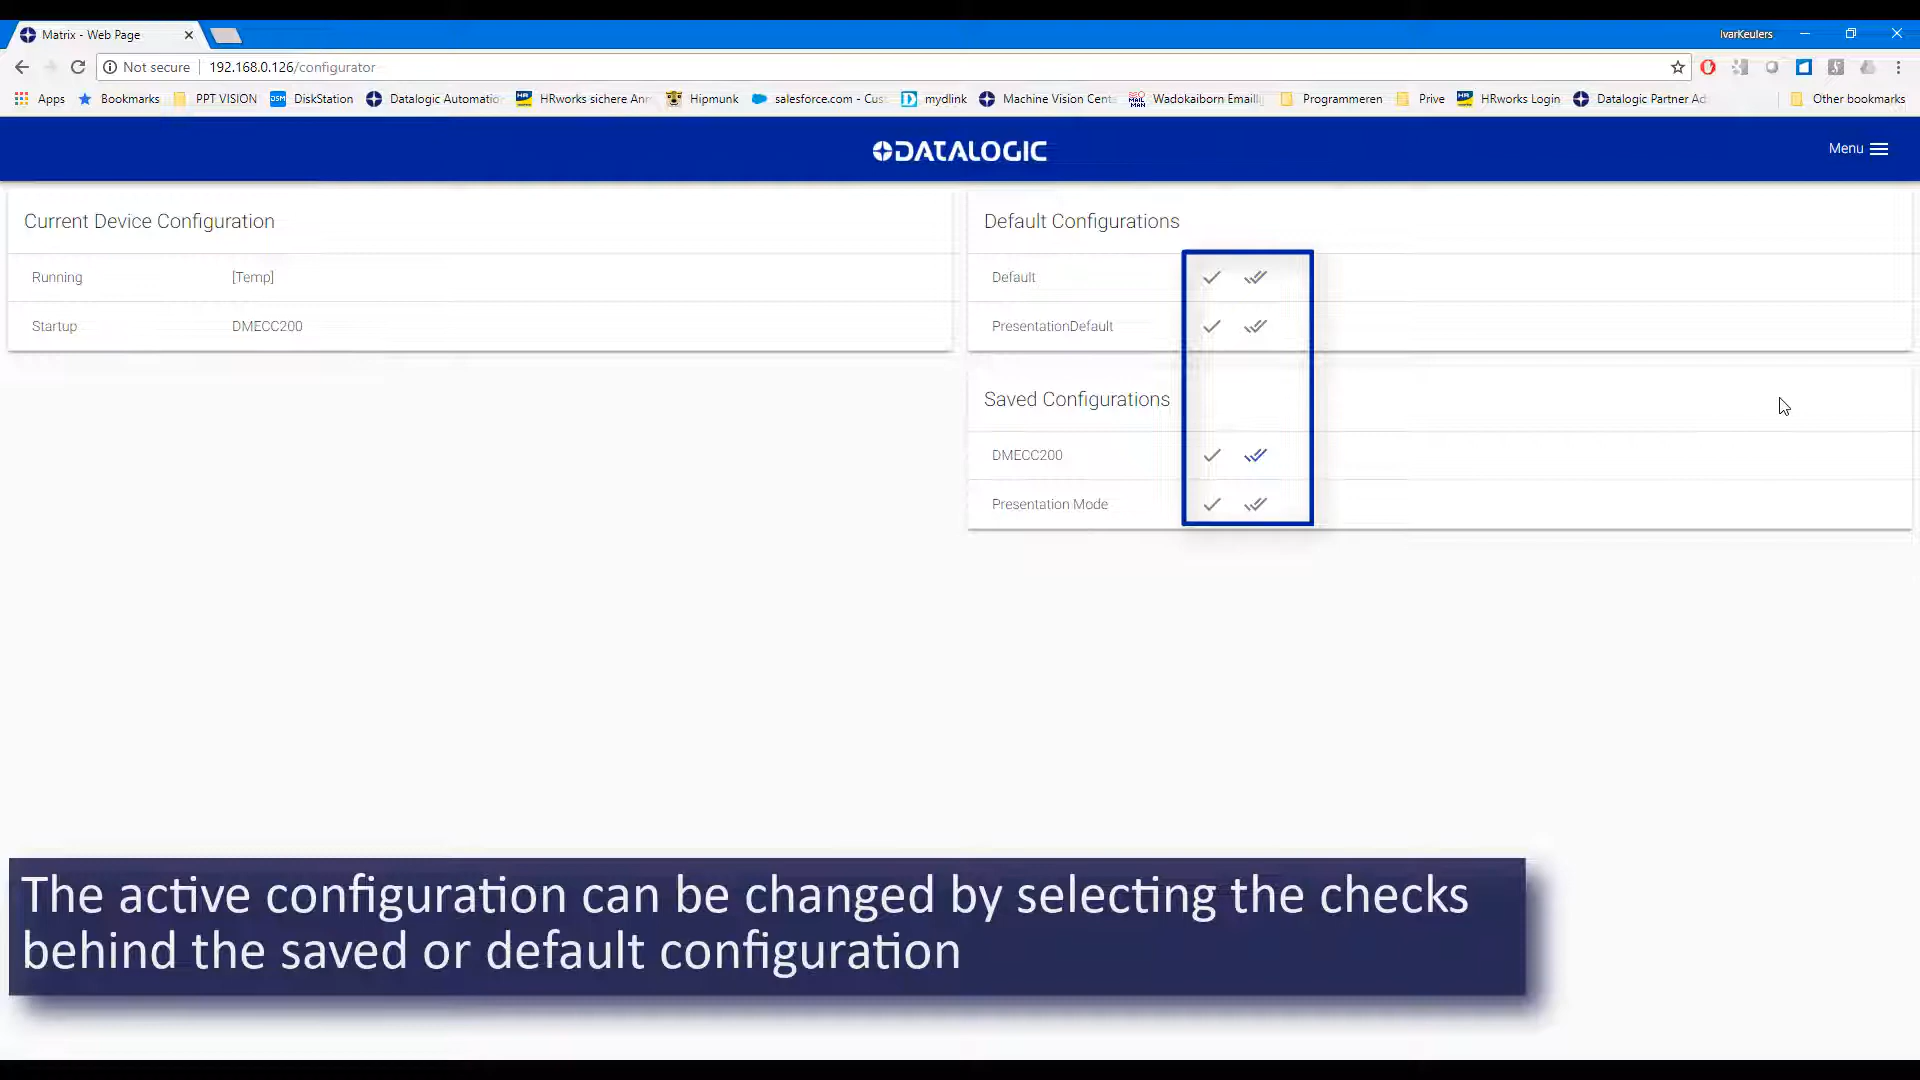 Matrix - Web Page
IvarKeulers
Not secure
192.168.0.126/configurator
Apps
Bookmarks
PPT VISION
DiskStation
Datalogic Automatio
HRworks sichere Anm
Hipmunk
salesforce.com - Cus
mydlink
Machine Vision Cente
Wadokaiborn Emailli
Programmeren
Prive
HRworks Login
Datalogic Partner Ad
Other bookmarks
DATALOGIC
Menu
Current Device Configuration
Running [Temp]
Startup DMECC200
Default Configurations
Default
PresentationDefault
Saved Configurations
DMECC200
Presentation Mode
The active configuration can be changed by selecting the checks
behind the saved or default configuration